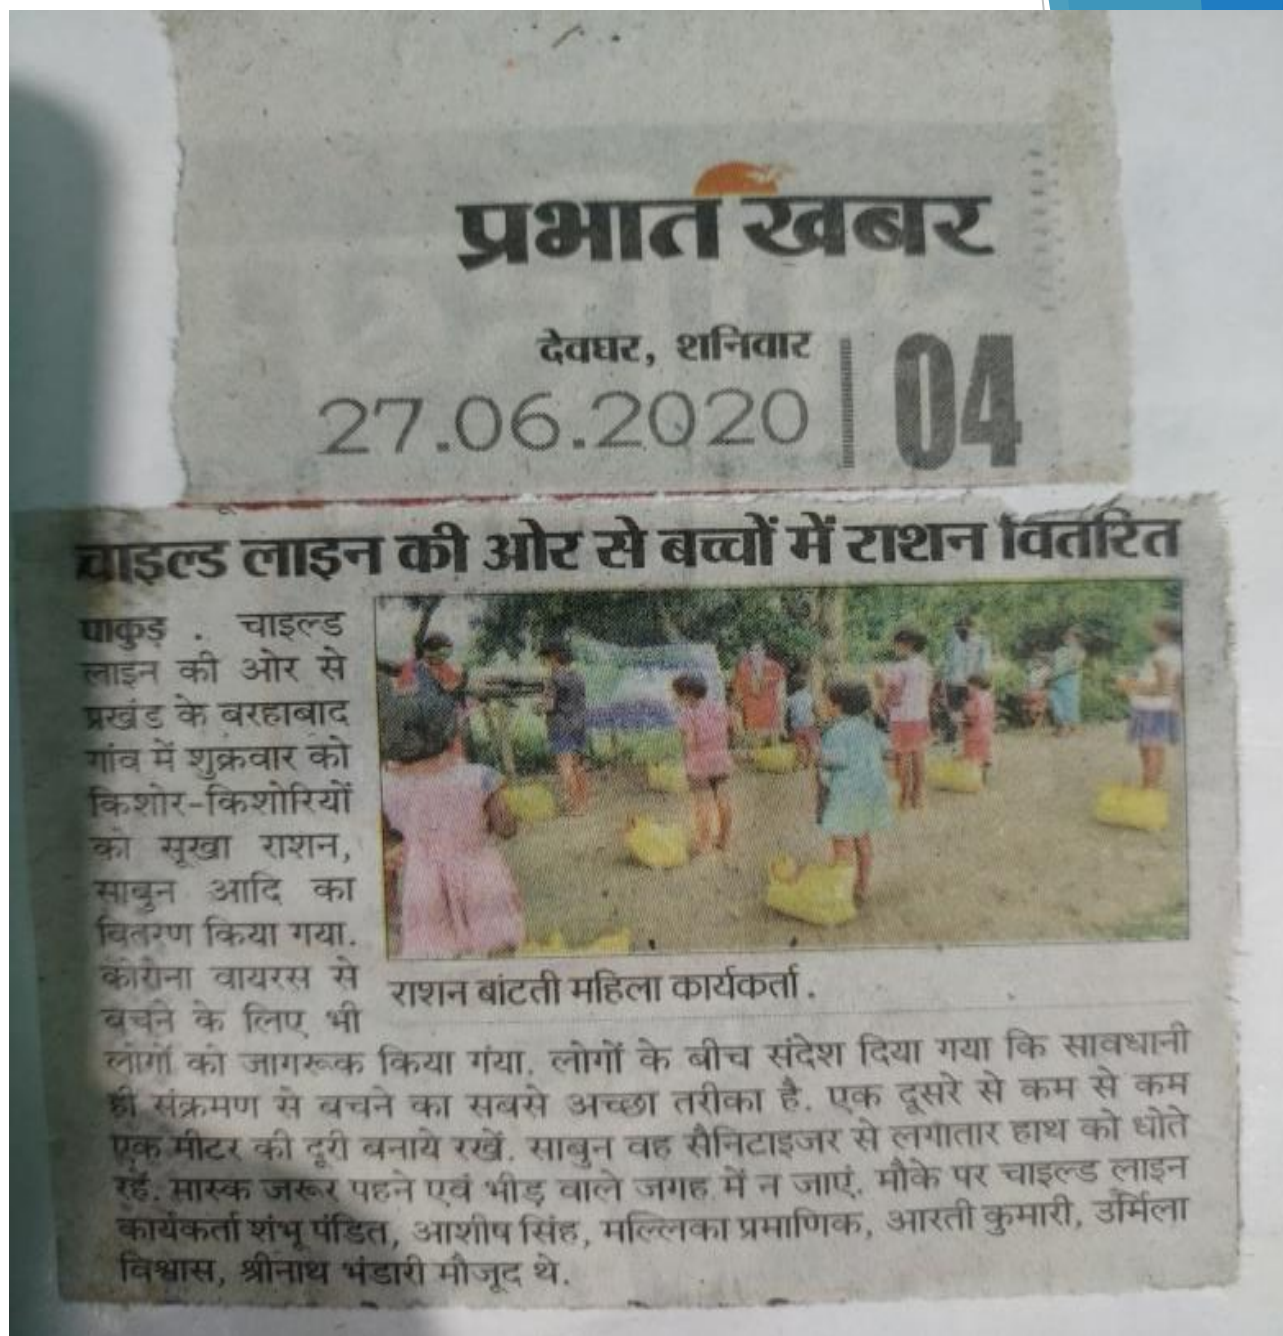 प्रभात खबर
देवघर, शनिवार
27.06.2020
04
चाइल्ड लाइन की ओर से बच्चों में राशन वितरित
पाकुड़ . चाइल्ड
लाइन की ओर से
प्रखंड के बरहाबाद
गांव में शुक्रवार को
किशोर-किशोरियों
को सूखा राशन,
साबुन आदि का
वितरण किया गया.
कोरोना वायरस से
बचने के लिए भी
राशन बांटती महिला कार्यकर्ता .
लोगों को जागरूक किया गया. लोगों के बीच संदेश दिया गया कि सावधानी
ही संक्रमण से बचने का सबसे अच्छा तरीका है. एक दूसरे से कम से कम
एक मीटर की दूरी बनाये रखें. साबुन वह सैनिटाइजर से लगातार हाथ को धोते
रहें. मास्क जरूर पहने एवं भीड़ वाले जगह में न जाएं. मौके पर चाइल्ड लाइन
कार्यकर्ता शंभू पंडित, आशीष सिंह, मल्लिका प्रमाणिक, आरती कुमारी, उर्मिला
विश्वास, श्रीनाथ भंडारी मौजूद थे.